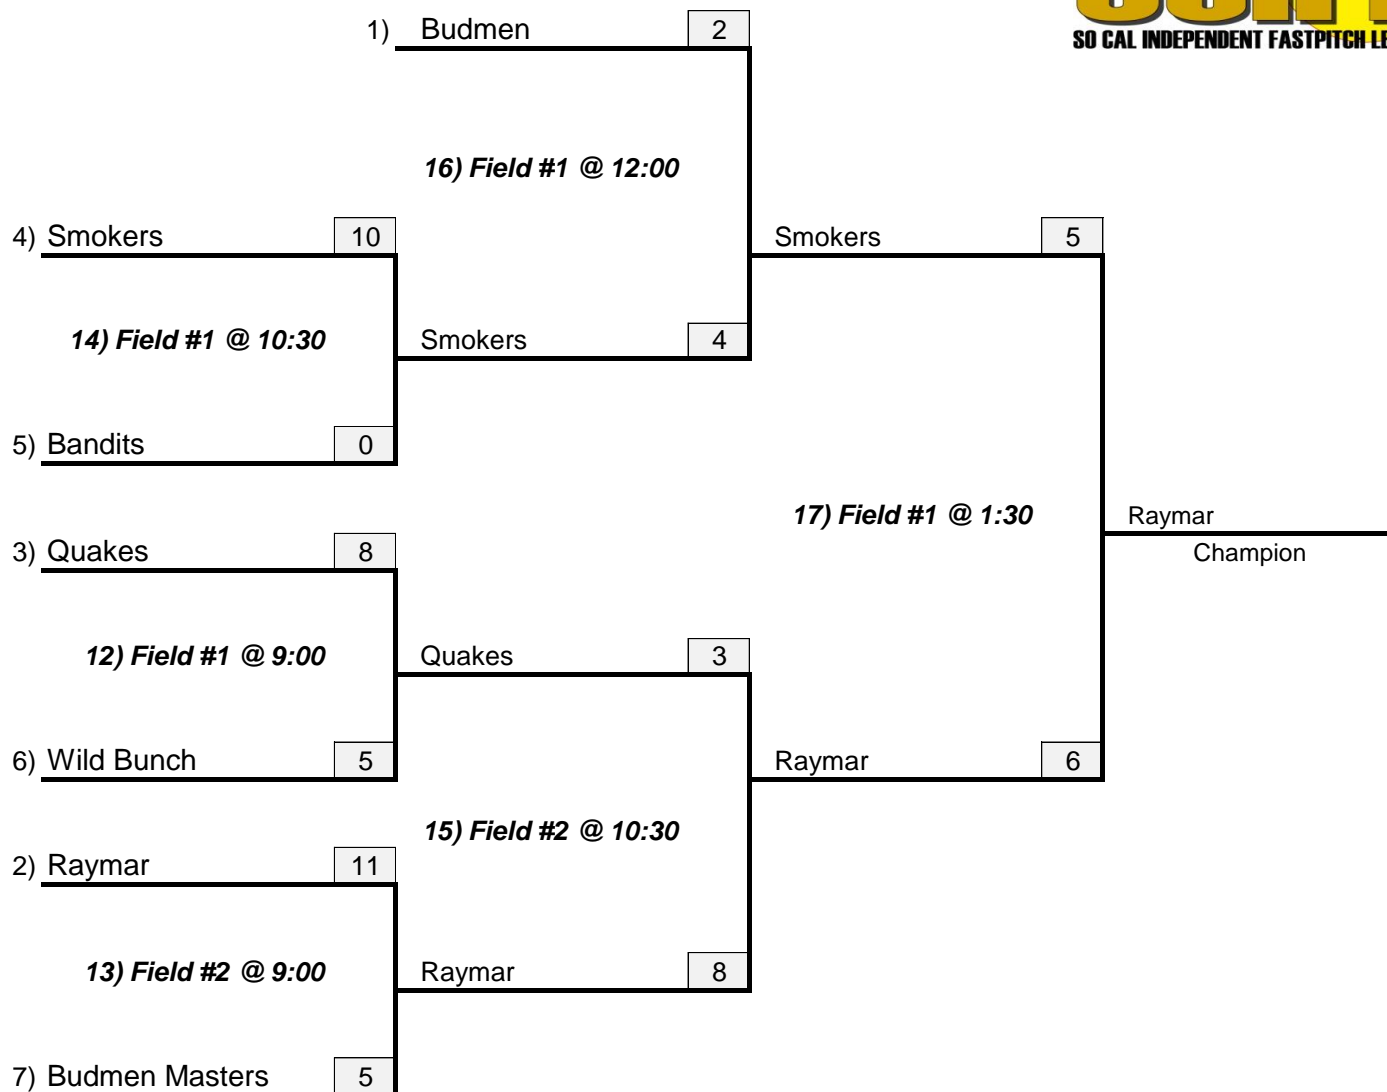 SO CAL INDEPENDENT FASTPITCH
1) Budmen 2
16) Field #1 @ 12:00
4) Smokers 10
Smokers 5
14) Field #1 @ 10:30
Smokers 4
5) Bandits 0
17) Field #1 @ 1:30
Raymar
Champion
3) Quakes 8
12) Field #1 @ 9:00
Quakes 3
6) Wild Bunch 5
Raymar 6
15) Field #2 @ 10:30
2) Raymar 11
13) Field #2 @ 9:00
Raymar 8
7) Budmen Masters 5